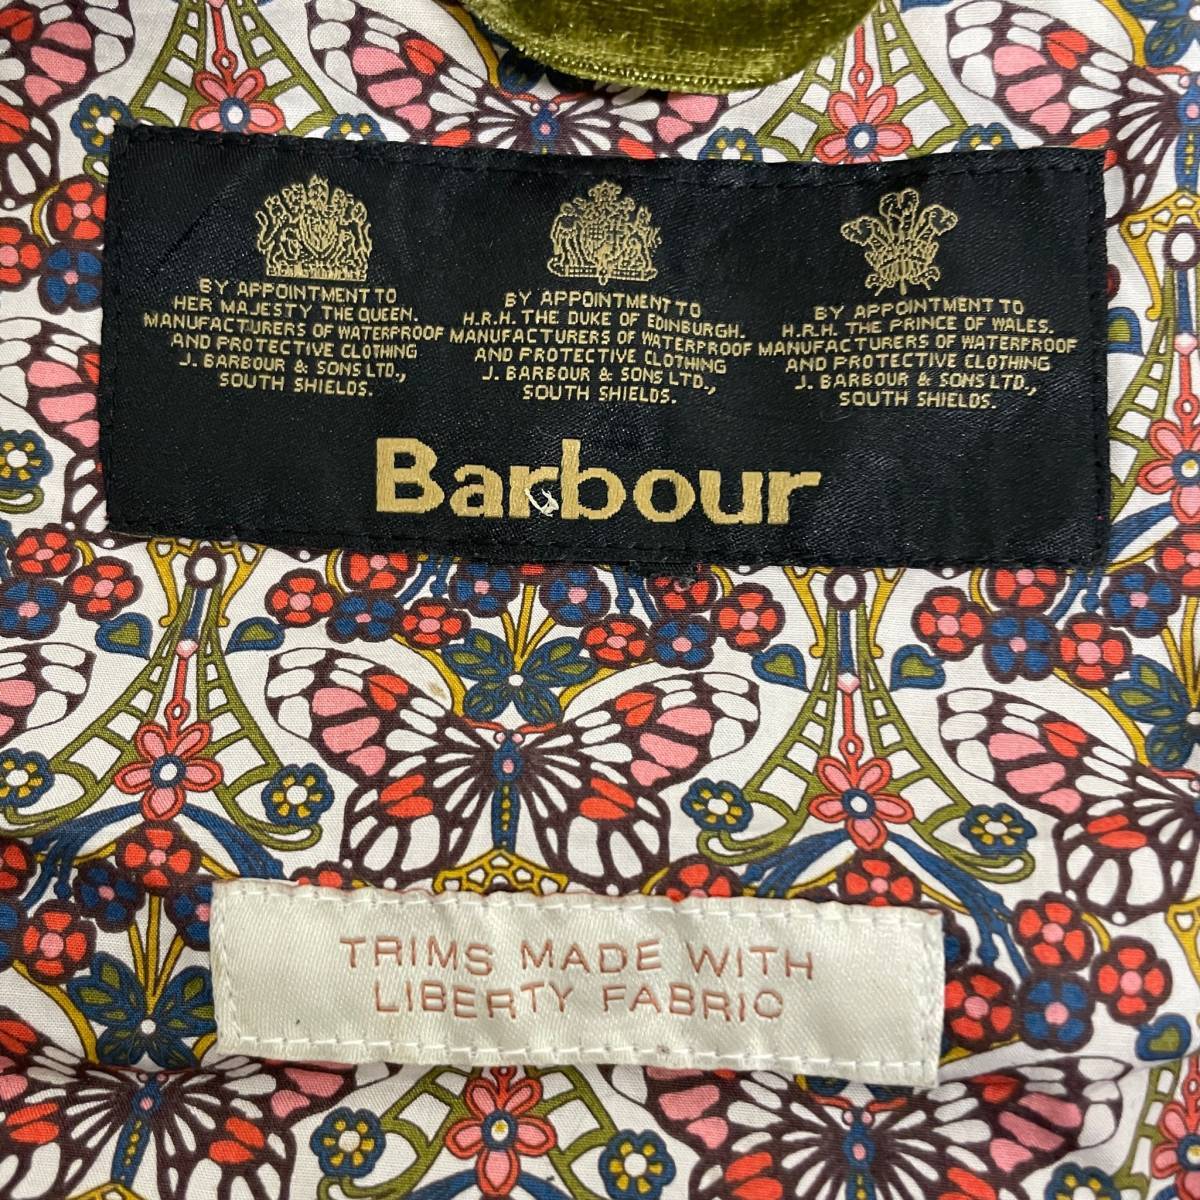 BY APPOINTMENT TO
HER MAJESTY THE QUEEN.
MANUFACTURERS OF WATERPROOF
AND PROTECTIVE CLOTHING
J. BARBOUR & SONS LTD.,
SOUTH SHIELDS.
BY APPOINTMENT TO
H.R.H. THE DUKE OF EDINBURGH.
MANUFACTURERS OF WATERPROOF
AND PROTECTIVE CLOTHING
J. BARBOUR & SONS LTD.,
SOUTH SHIELDS.
BY APPOINTMENT TO
H.R.H. THE PRINCE OF WALES.
MANUFACTURERS OF WATERPROOF
AND PROTECTIVE CLOTHING
J. BARBOUR & SONS LTD.,
SOUTH SHIELDS.
Barbour
TRIMS MADE WITH
LIBERTY FABRIC